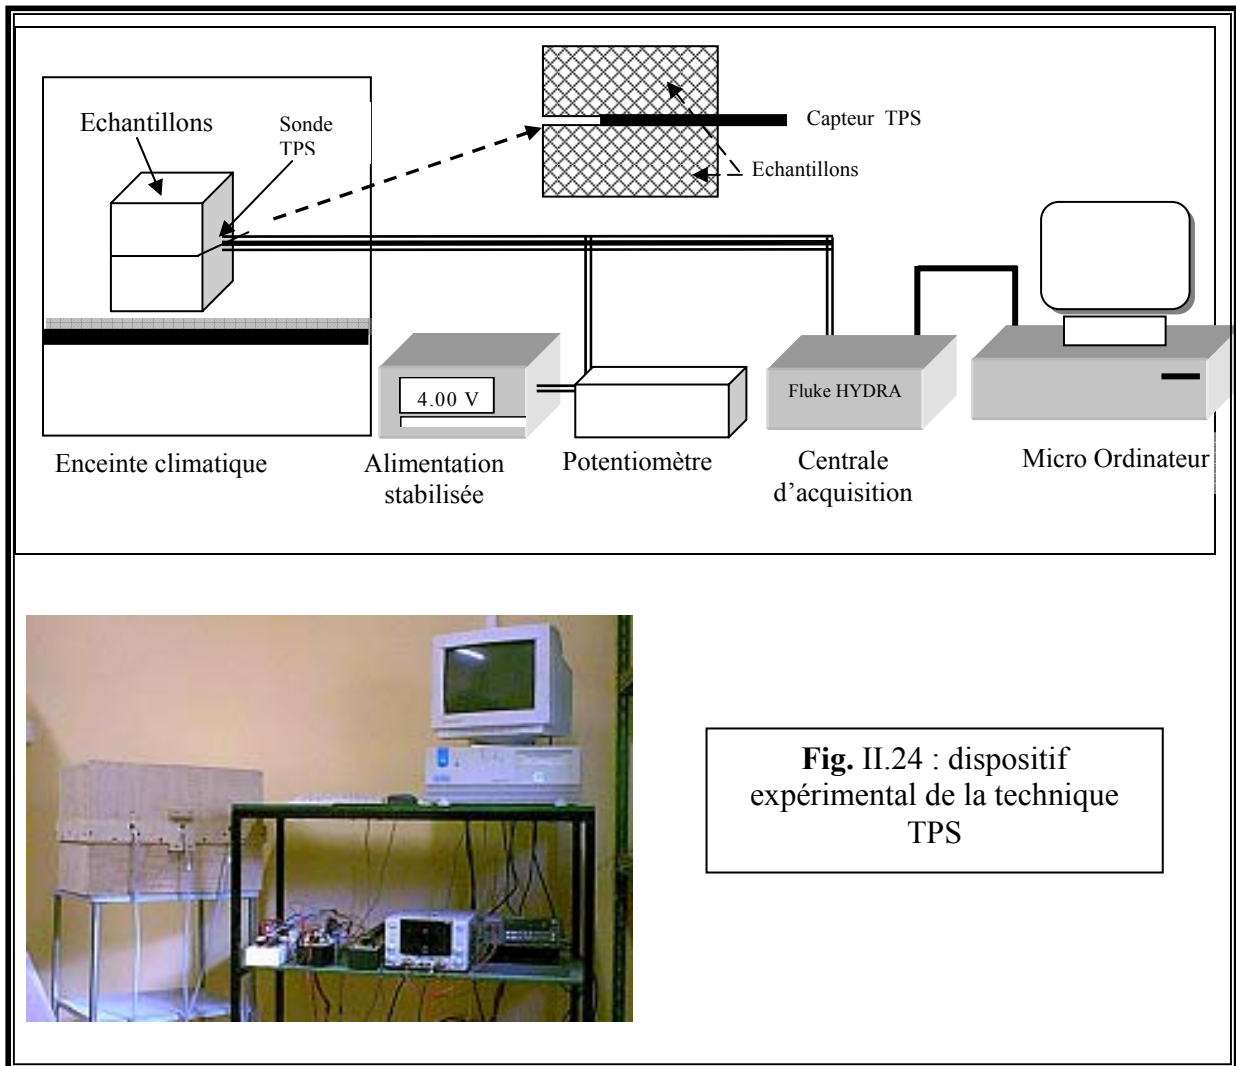 Echantillons
Sonde
TPS
Capteur TPS
Echantillons
4.00 V
Fluke HYDRA
Enceinte climatique
Alimentation
stabilisée
Potentiomètre
Centrale
d’acquisition
Micro Ordinateur
Fig. II.24 : dispositif
expérimental de la technique
TPS